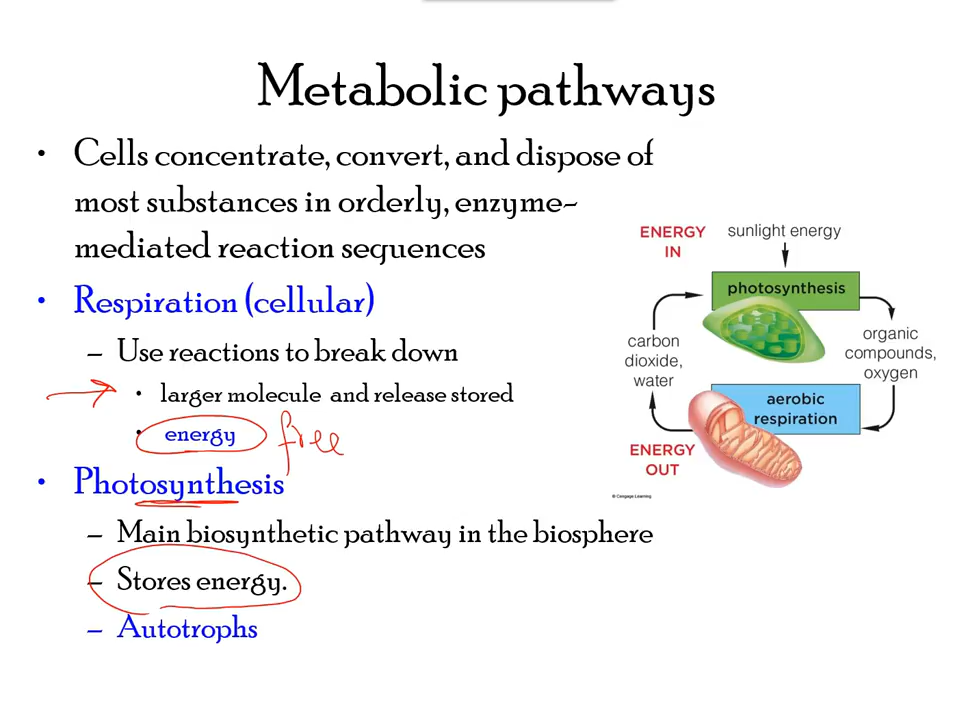 Metabolic pathways
• Cells concentrate, convert, and dispose of
most substances in orderly, enzyme-
mediated reaction sequences
• Respiration (cellular)
– Use reactions to break down
• larger molecule and release stored
• energy free
• Photosynthesis
– Main biosynthetic pathway in the biosphere
– Stores energy.
– Autotrophs
ENERGY
IN
sunlight energy
photosynthesis
carbon
dioxide,
water
organic
compounds,
oxygen
aerobic
respiration
ENERGY
OUT
© Cengage Learning